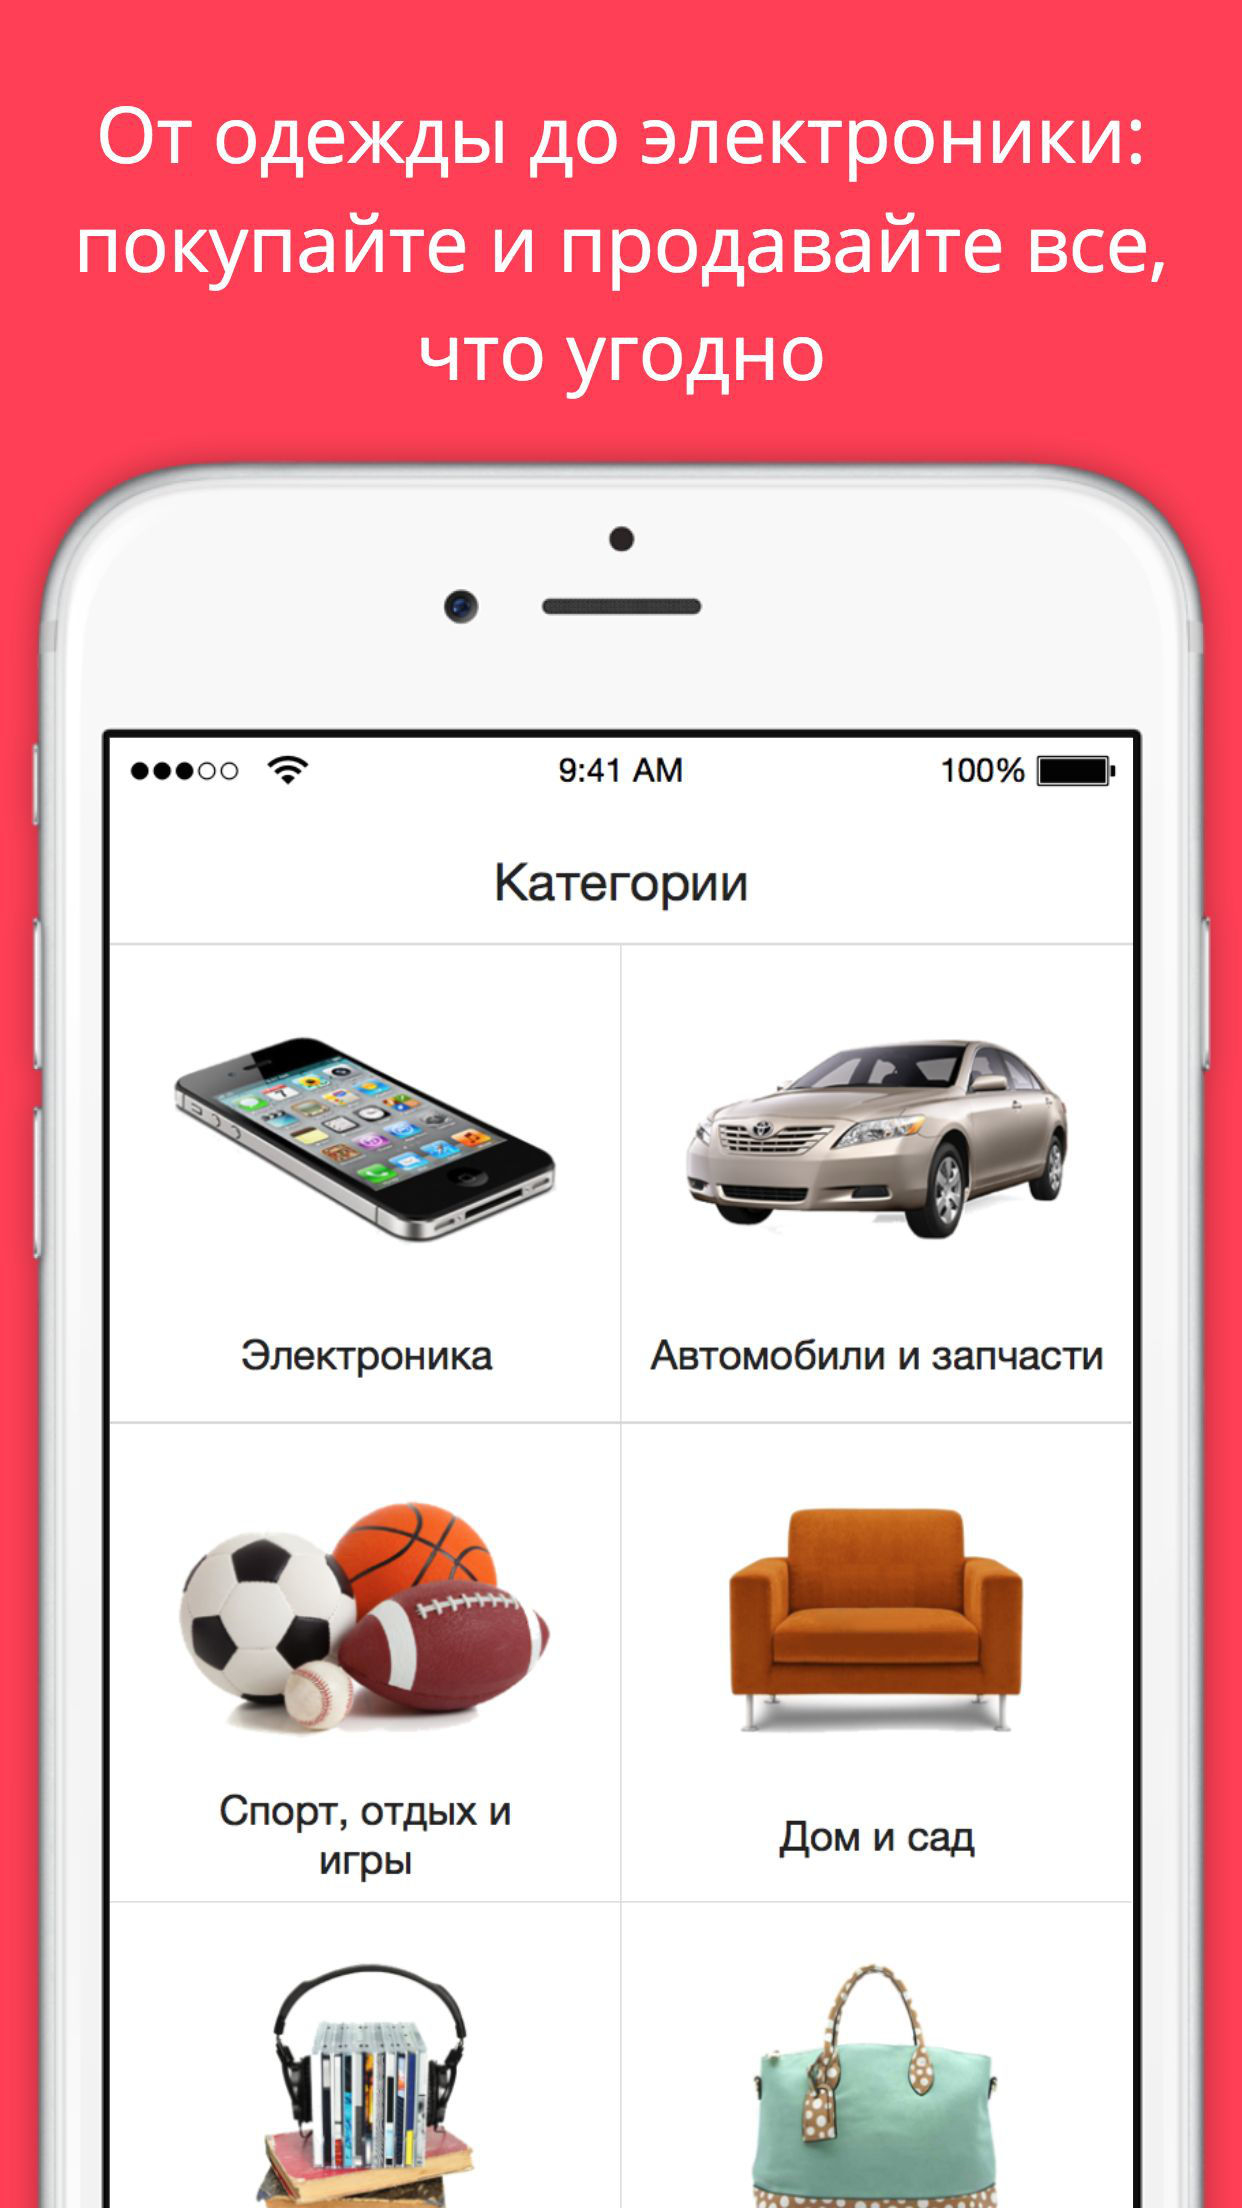 От одежды до электроники:
покупайте и продавайте все,
что угодно
9:41 AM
100%
Категории
Электроника
Автомобили и запчасти
Спорт, отдых и
игры
Дом и сад